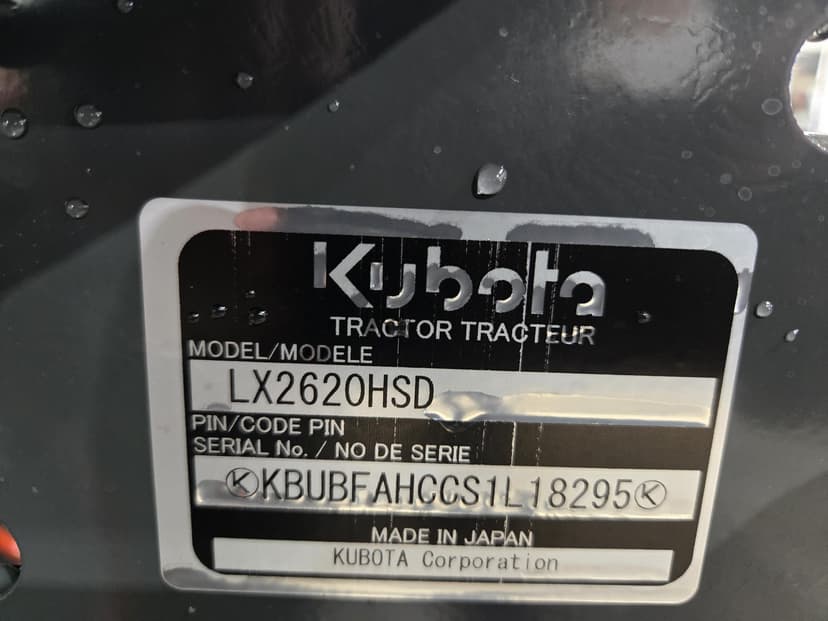 Kubota
TRACTOR TRACTEUR
MODEL/MODELE
LX2620HSD
PIN/CODE PIN
SERIAL No. / NO DE SERIE
KKBUBFAHCCS1L18295K
MADE IN JAPAN
KUBOTA Corporation